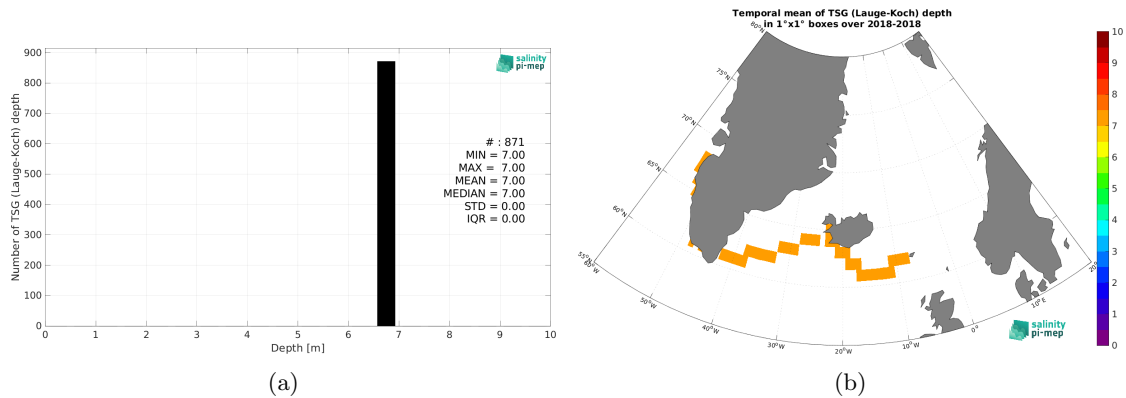 900
800
700
600
500
400
300
200
100
0
Number of TSG (Lauge-Koch) depth
salinity
pi-mep
# : 871
MIN = 7.00
MAX = 7.00
MEAN = 7.00
MEDIAN = 7.00
STD = 0.00
IQR = 0.00
0 1 2 3 4 5 6 7 8 9 10
Depth [m]
(a)
Temporal mean of TSG (Lauge-Koch) depth
in 1°x1° boxes over 2018-2018
80°N
75°N
70°N
65°N
60°N
55°N
60°W
50°W
40°W
30°W
20°W
10°W
0°
10°E
salinity
pi-mep
10
9
8
7
6
5
4
3
2
1
0
(b)